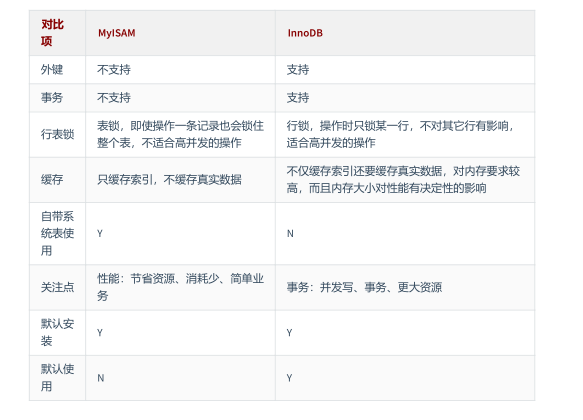 对比
项
MyISAM
InnoDB
外键
不支持
支持
事务
不支持
支持
行表锁
表锁，即使操作一条记录也会锁住
整个表，不适合高并发的操作
行锁，操作时只锁某一行，不对其它行有影响，
适合高并发的操作
缓存
只缓存索引，不缓存真实数据
不仅缓存索引还要缓存真实数据，对内存要求较
高，而且内存大小对性能有决定性的影响
自带系
统表使
用
Y
N
关注点
性能：节省资源、消耗少、简单业
务
事务：并发写、事务、更大资源
默认安
装
Y
Y
默认使
用
N
Y